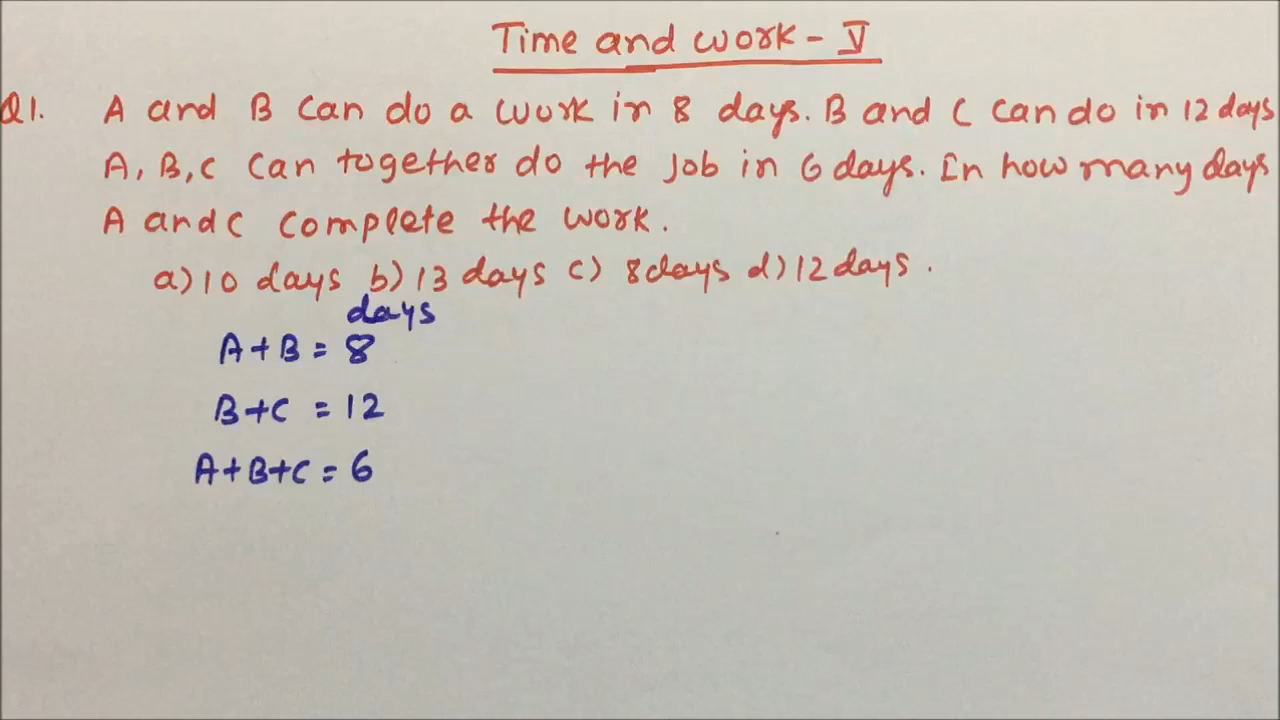 Time and work - V
Q1. A and B can do a work in 8 days. B and C can do in 12 days
A, B, C can together do the job in 6 days. In how many days
A and C complete the work.
a) 10 days b) 13 days c) 8 days d) 12 days.
days
A + B = 8
B + C = 12
A + B + C = 6